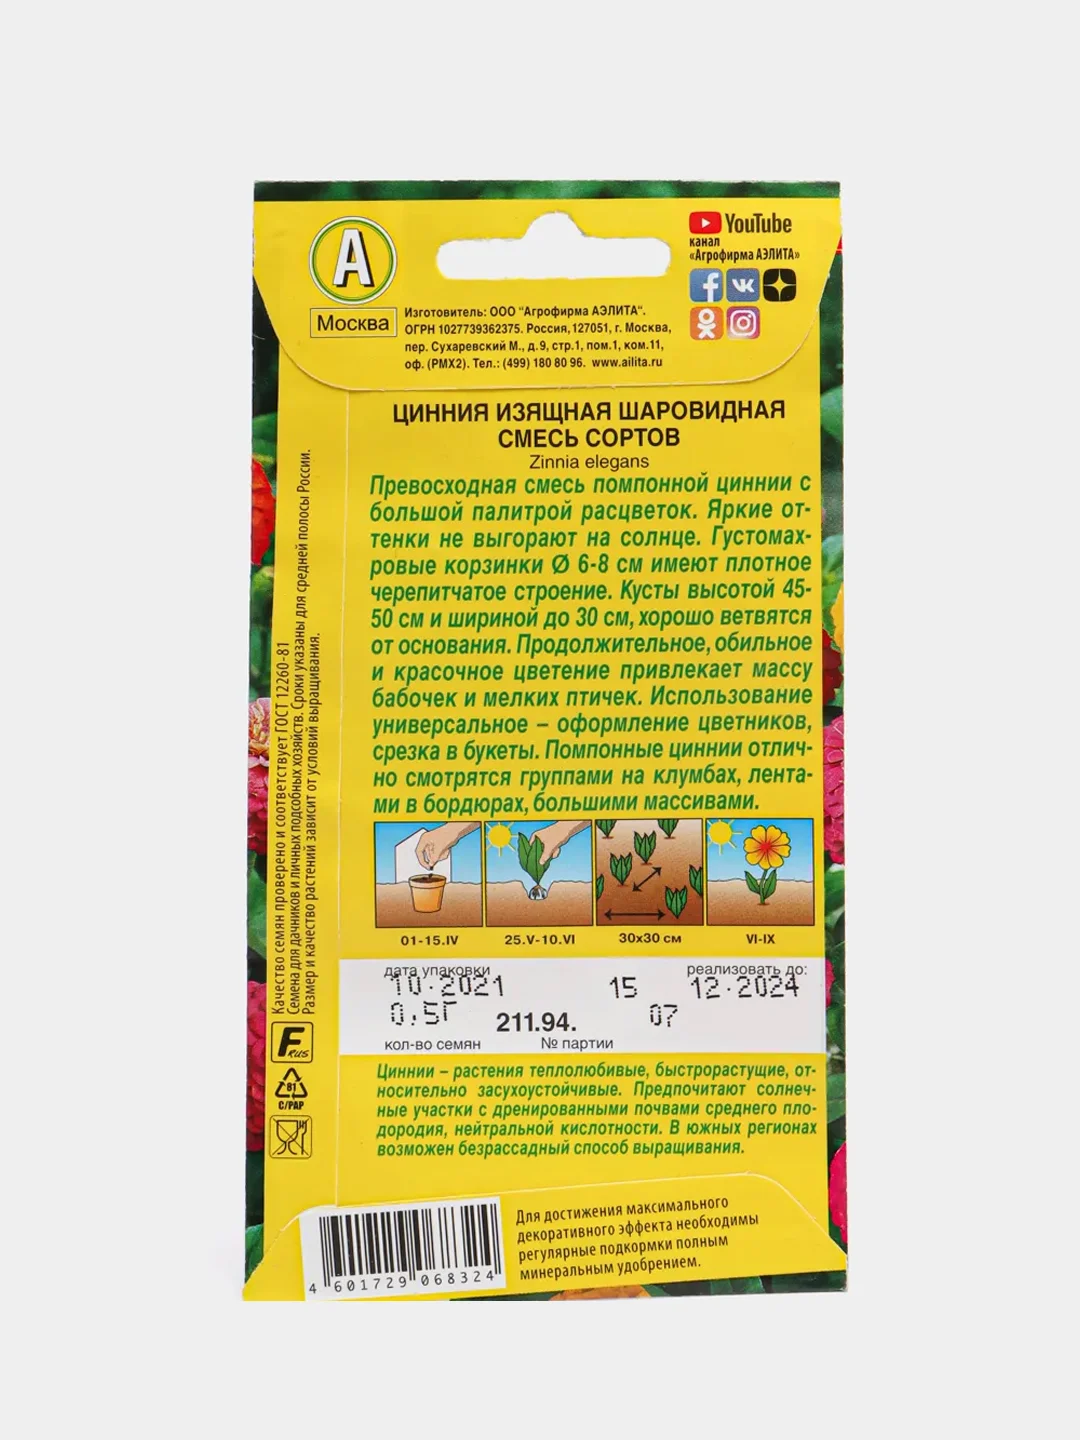 А
Москва
YouTube
канал
«Агрофирма АЭЛИТА»
Изготовитель: ООО "Агрофирма АЭЛИТА".
ОГРН 1027739362375. Россия, 127051, г. Москва,
пер. Сухаревский М., д. 9, стр.1, пом.1, ком.11,
оф. (РМХ2). Тел.: (499) 180 80 96. www.ailita.ru
ЦИННИЯ ИЗЯЩНАЯ ШАРОВИДНАЯ
СМЕСЬ СОРТОВ
Zinnia elegans
Превосходная смесь помпонной циннии с
большой палитрой расцветок. Яркие от-
тенки не выгорают на солнце. Густомах-
ровые корзинки Ø 6-8 см имеют плотное
черепитчатое строение. Кусты высотой 45-
50 см и шириной до 30 см, хорошо ветвятся
от основания. Продолжительное, обильное
и красочное цветение привлекает массу
бабочек и мелких птичек. Использование
универсальное – оформление цветников,
срезка в букеты. Помпонные циннии отлич-
но смотрятся группами на клумбах, лента-
ми в бордюрах, большими массивами.
01-15.IV
25.V-10.VI
30х30 см
VI-IX
дата упаковки
реализовать до:
10.2021
15
12.2024
0,5Г
211.94.
07
кол-во семян
№ партии
Циннии – растения теплолюбивые, быстрорастущие, от-
носительно засухоустойчивые. Предпочитают солнеч-
ные участки с дренированными почвами среднего пло-
дородия, нейтральной кислотности. В южных регионах
возможен безрассадный способ выращивания.
Для достижения максимального
декоративного эффекта необходимы
регулярные подкормки полным
минеральным удобрением.
4 601729 068324
Качество семян проверено и соответствует ГОСТ 12260-81
Семена для дачников и личных подсобных хозяйств. Сроки указаны для средней полосы России.
Размер и качество растений зависит от условий выращивания.
F RUS
81
C/PAP